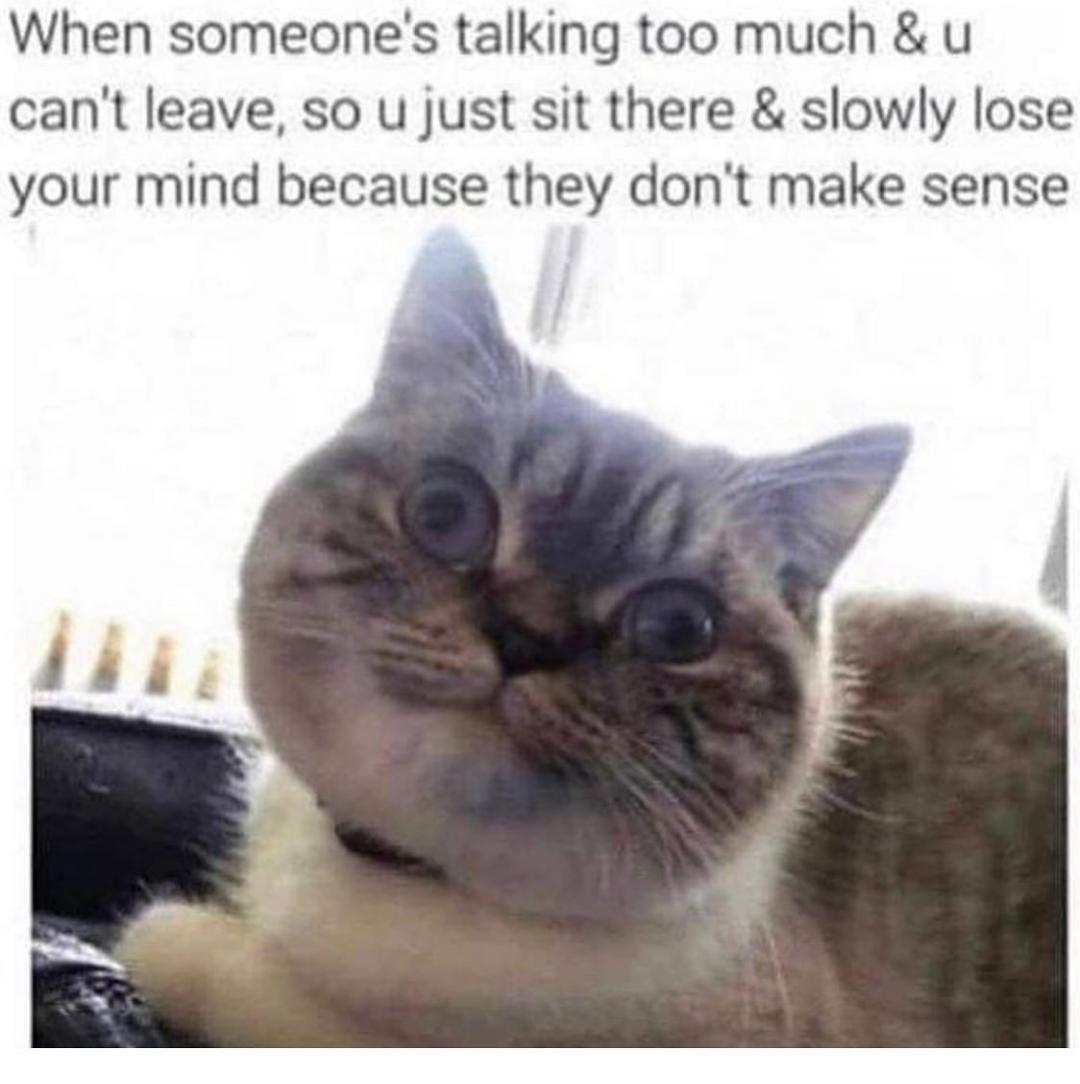 When someone's talking too much & u
can't leave, so u just sit there & slowly lose
your mind because they don't make sense